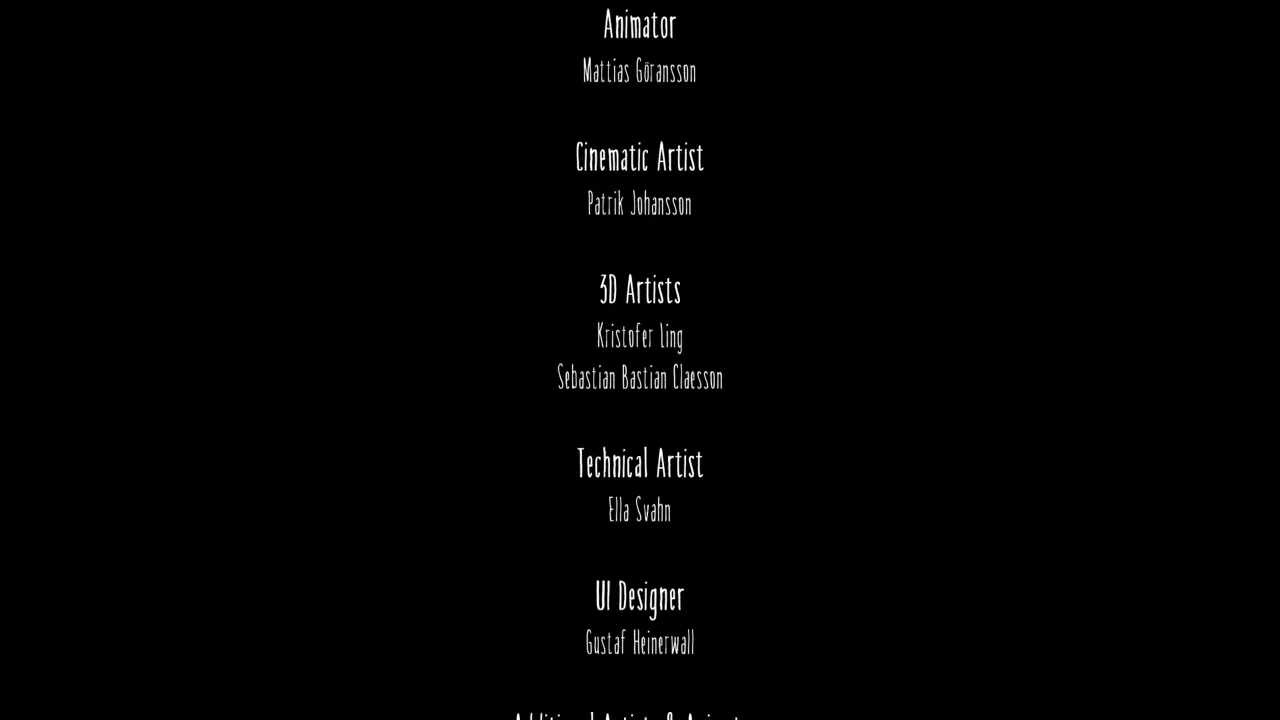 Animator
Mattias Göransson
Cinematic Artist
Patrik Johansson
3D Artists
Kristofer Ling
Sebastian Bastian Claesson
Technical Artist
Ella Svahn
UI Designer
Gustaf Heinerwall